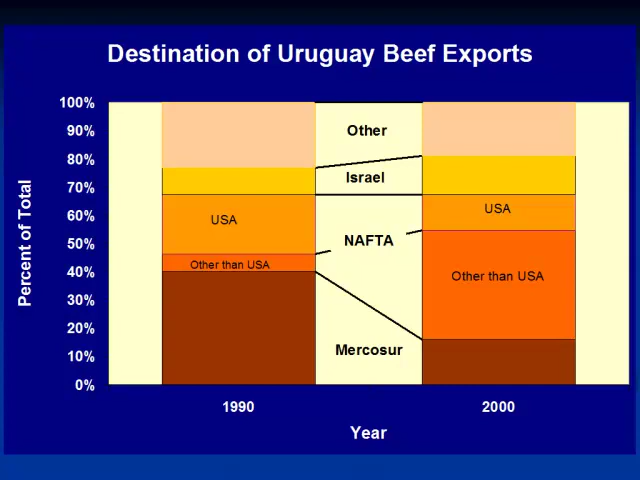 Destination of Uruguay Beef Exports
100%
90%
80%
70%
60%
50%
40%
30%
20%
10%
0%
Percent of Total
Other
Israel
USA
USA
NAFTA
Other than USA
Other than USA
Mercosur
1990
2000
Year